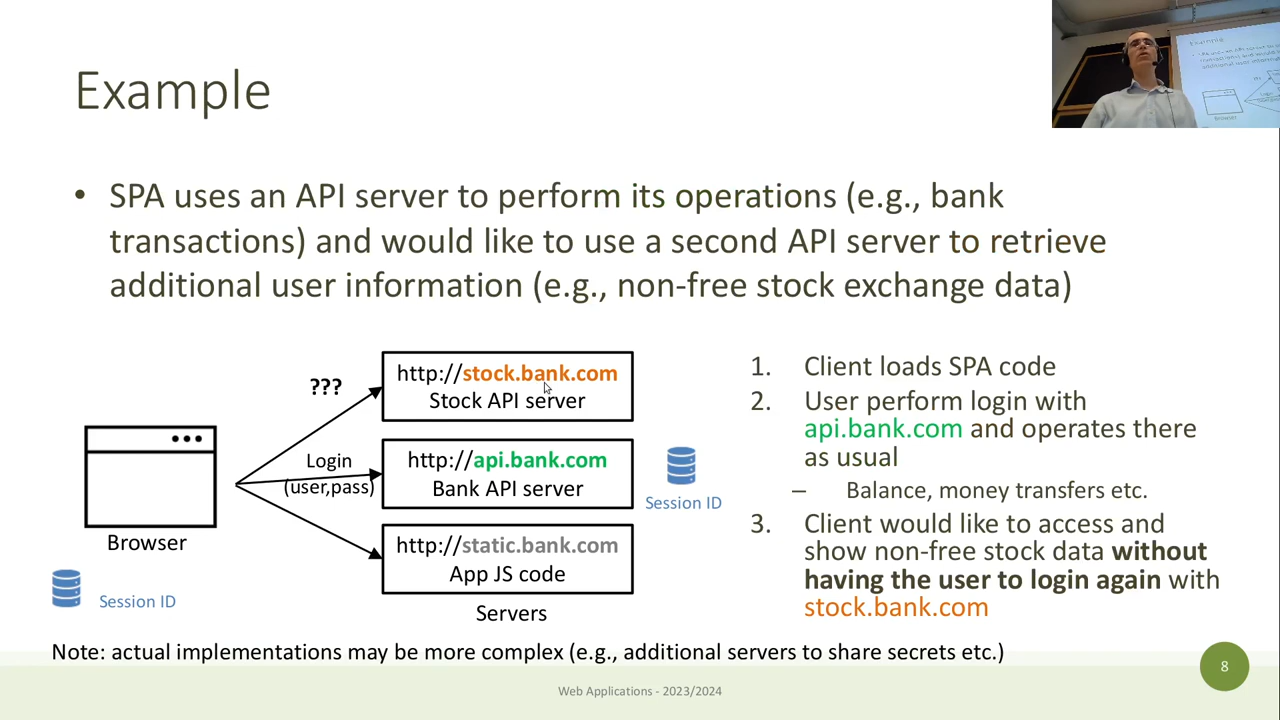 Example
• SPA uses an API server to perform its operations (e.g., bank
transactions) and would like to use a second API server to retrieve
additional user information (e.g., non-free stock exchange data)
???
http://stock.bank.com
Stock API server
Login
(user,pass)
http://api.bank.com
Bank API server
Session ID
http://static.bank.com
App JS code
Servers
Browser
Session ID
1. Client loads SPA code
2. User perform login with
api.bank.com and operates there
as usual
– Balance, money transfers etc.
3. Client would like to access and
show non-free stock data without
having the user to login again with
stock.bank.com
Note: actual implementations may be more complex (e.g., additional servers to share secrets etc.)
Web Applications - 2023/2024
8